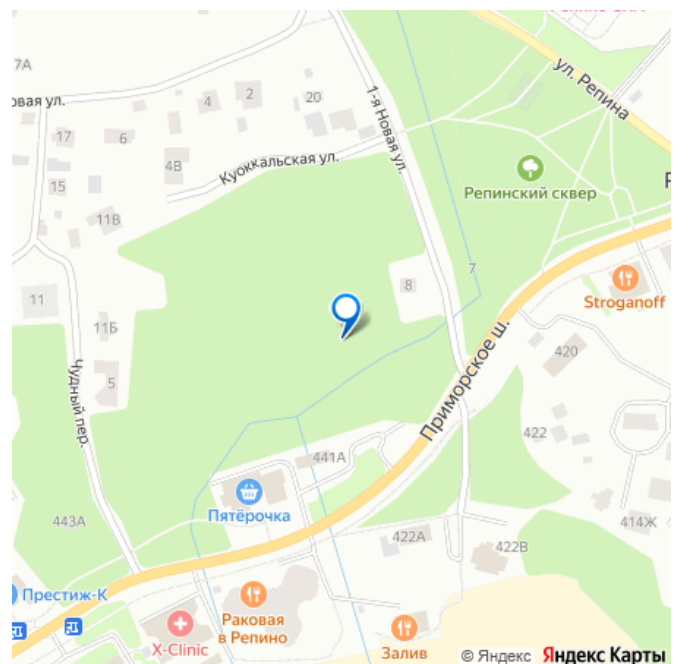 7А
2
4
20
1-я Новая ул.
ул. Репина
овая ул.
17
6
4В
Куоккальская ул.
Репинский сквер
15
11В
7
8
11
11Б
Stroganoff
5
Чудный пер.
Приморское ш.
420
422
441А
Пятёрочка
443А
422А
422В
414Ж
Престиж-К
Раковая
в Репино
X-Clinic
Залив
© Яндекс Яндекс Карты